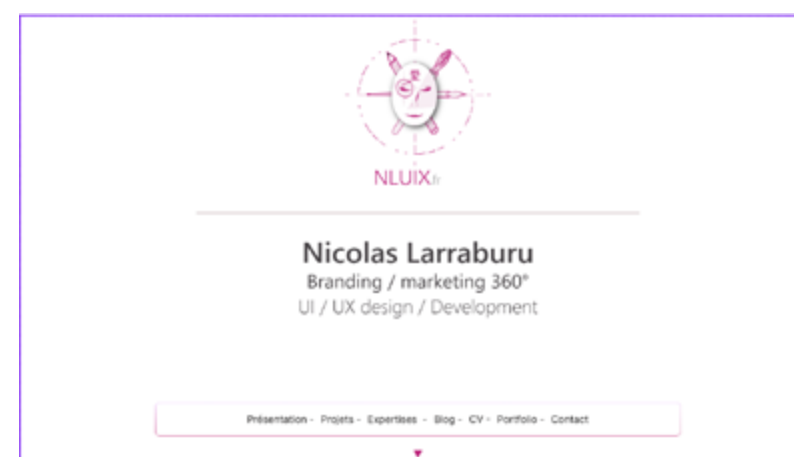 NLUIX.fr
Nicolas Larraburu
Branding / marketing 360°
UI / UX design / Development
Présentation - Projets - Expertises - Blog - CV - Portfolio - Contact